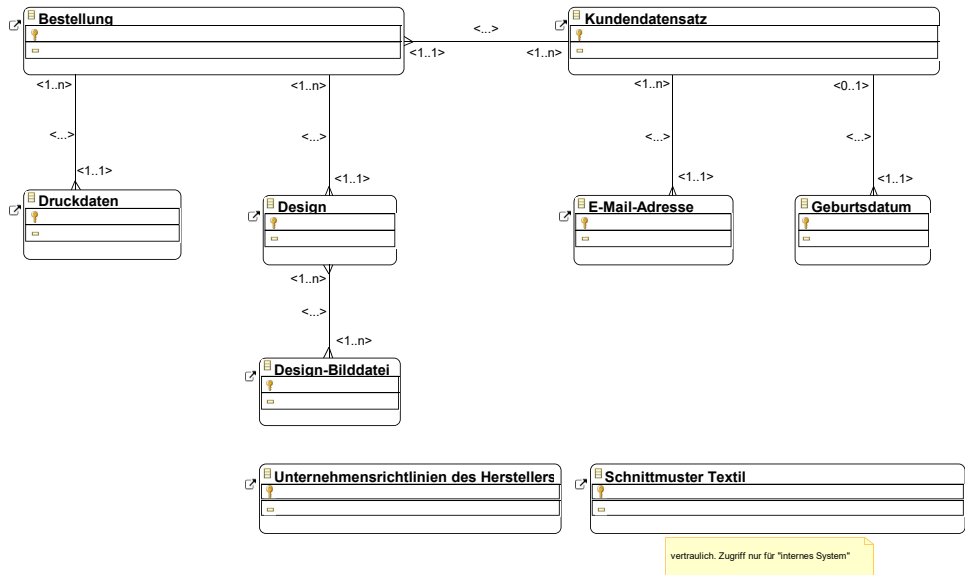 Bestellung
Kundendatensatz
<...>
<1..1>
<1..n>
<1..n>
<1..n>
<1..n>
<0..1>
<...>
<...>
<...>
<...>
<1..1>
<1..1>
<1..1>
<1..1>
Druckdaten
Design
E-Mail-Adresse
Geburtsdatum
<1..n>
<...>
<1..n>
Design-Bilddatei
Unternehmensrichtlinien des Herstellers
Schnittmuster Textil
vertraulich. Zugriff nur für "internes System"